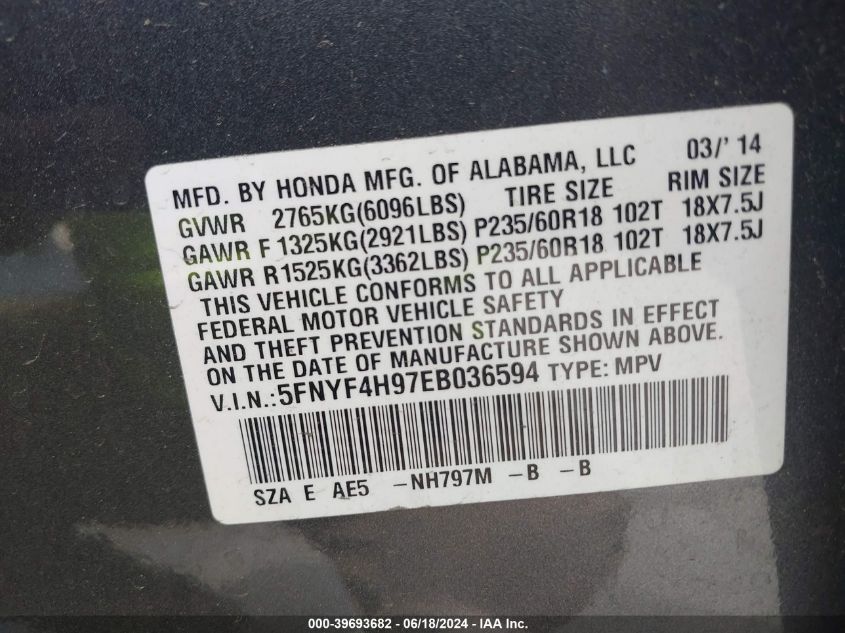 MFD. BY HONDA MFG. OF ALABAMA, LLC 03/' 14
GVWR 2765KG(6096LBS) TIRE SIZE RIM SIZE
GAWR F 1325KG(2921LBS) P235/60R18 102T 18X7.5J
GAWR R1525KG(3362LBS) P235/60R18 102T 18X7.5J
THIS VEHICLE CONFORMS TO ALL APPLICABLE
FEDERAL MOTOR VEHICLE SAFETY
AND THEFT PREVENTION STANDARDS IN EFFECT
ON THE DATE OF MANUFACTURE SHOWN ABOVE.
V.I.N.:5FNYF4H97EB036594 TYPE: MPV
SZA E AE5 -NH797M -B -B
000-39693682 - 06/18/2024 - IAA Inc.